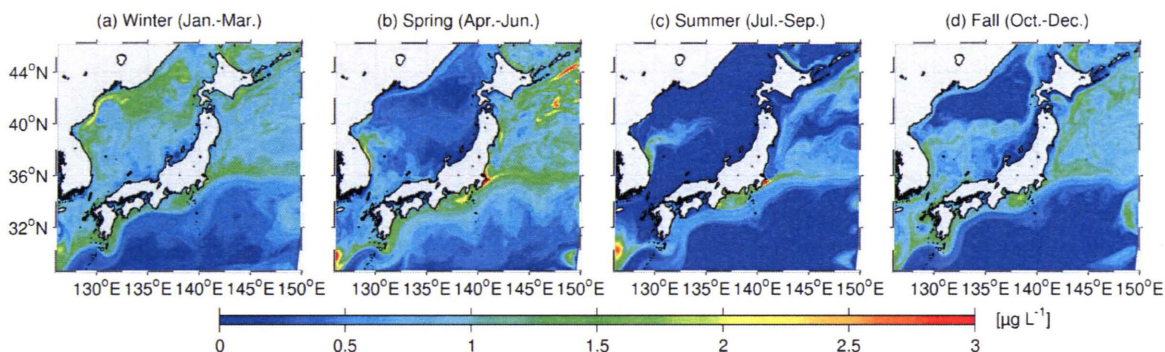 (a) Winter (Jan.-Mar.) (b) Spring (Apr.-Jun.) (c) Summer (Jul.-Sep.) (d) Fall (Oct.-Dec.)
44°N
40°N
36°N
32°N
130°E 135°E 140°E 145°E 150°E 130°E 135°E 140°E 145°E 150°E 130°E 135°E 140°E 145°E 150°E 130°E 135°E 140°E 145°E 150°E
[µg L⁻¹]
0 0.5 1 1.5 2 2.5 3